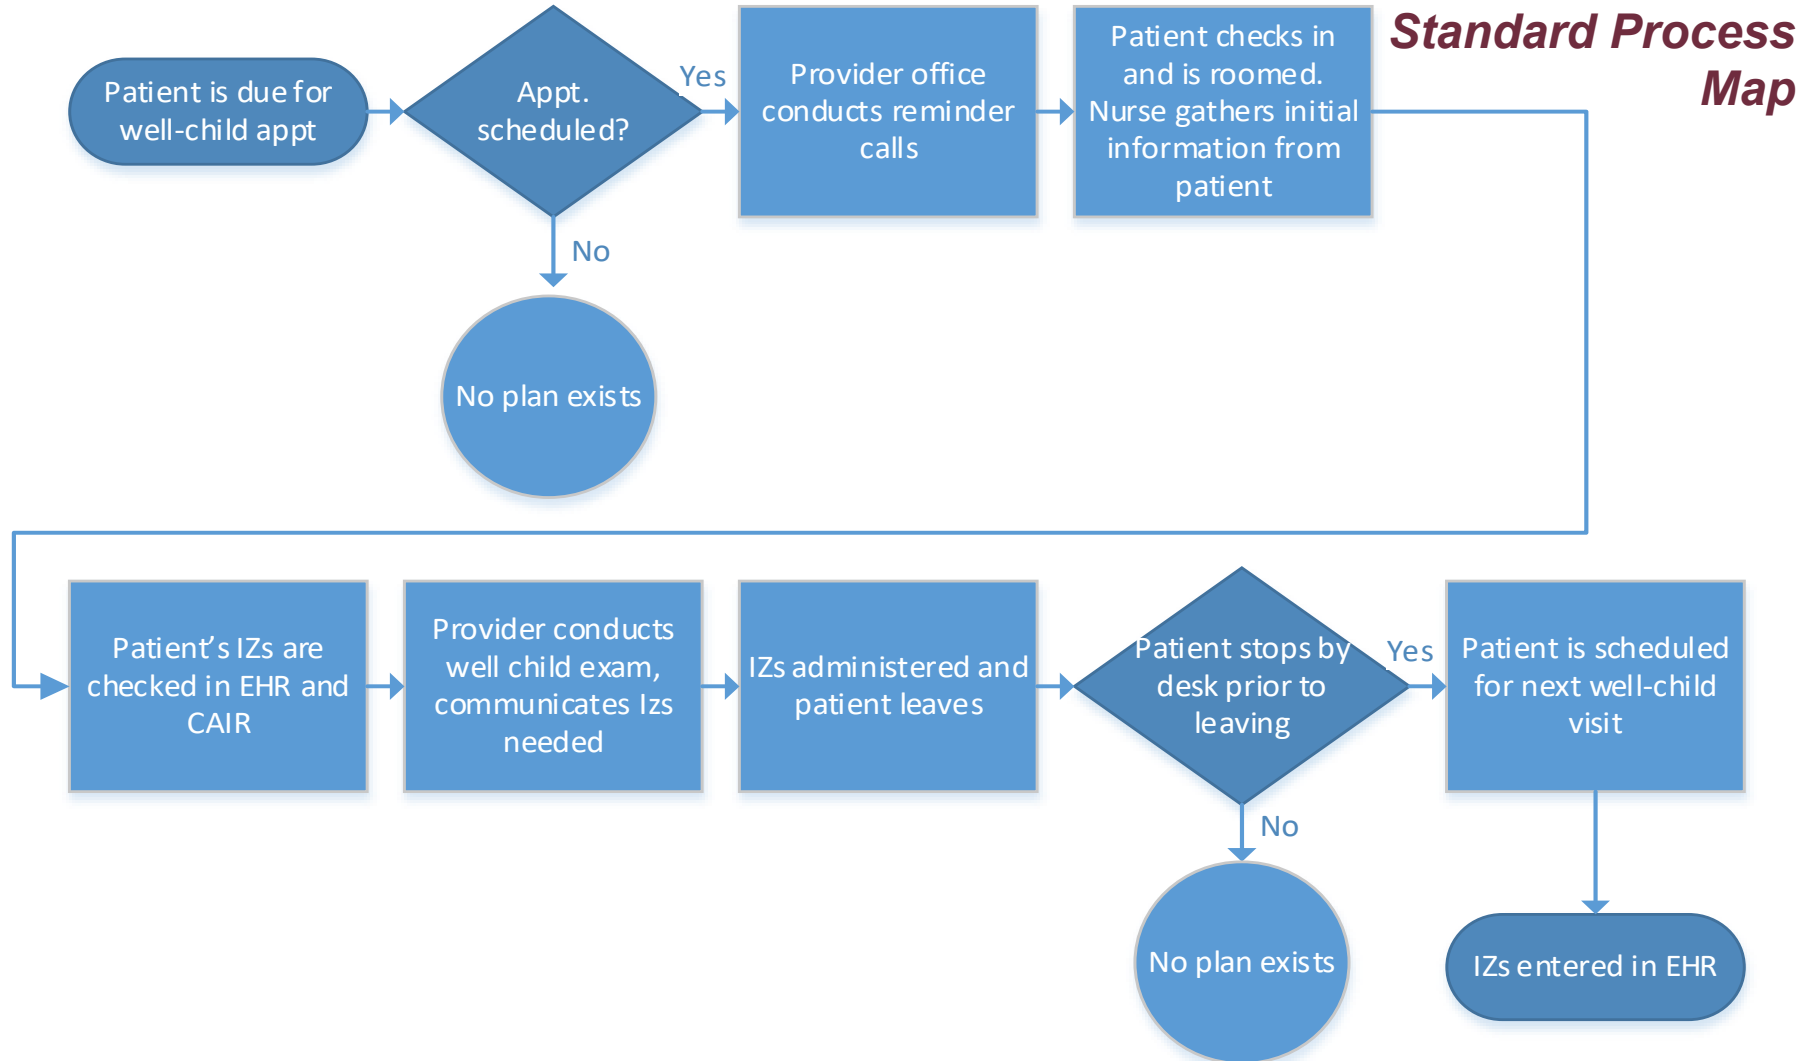 Standard Process
Map
Patient is due for
well-child appt
Appt.
scheduled?
Yes
Provider office
conducts reminder
calls
Patient checks in
and is roomed.
Nurse gathers initial
information from
patient
No
No plan exists
Patient's IZs are
checked in EHR and
CAIR
Provider conducts
well child exam,
communicates Izs
needed
IZs administered and
patient leaves
Patient stops by
desk prior to
leaving
Yes
Patient is scheduled
for next well-child
visit
No
No plan exists
IZs entered in EHR